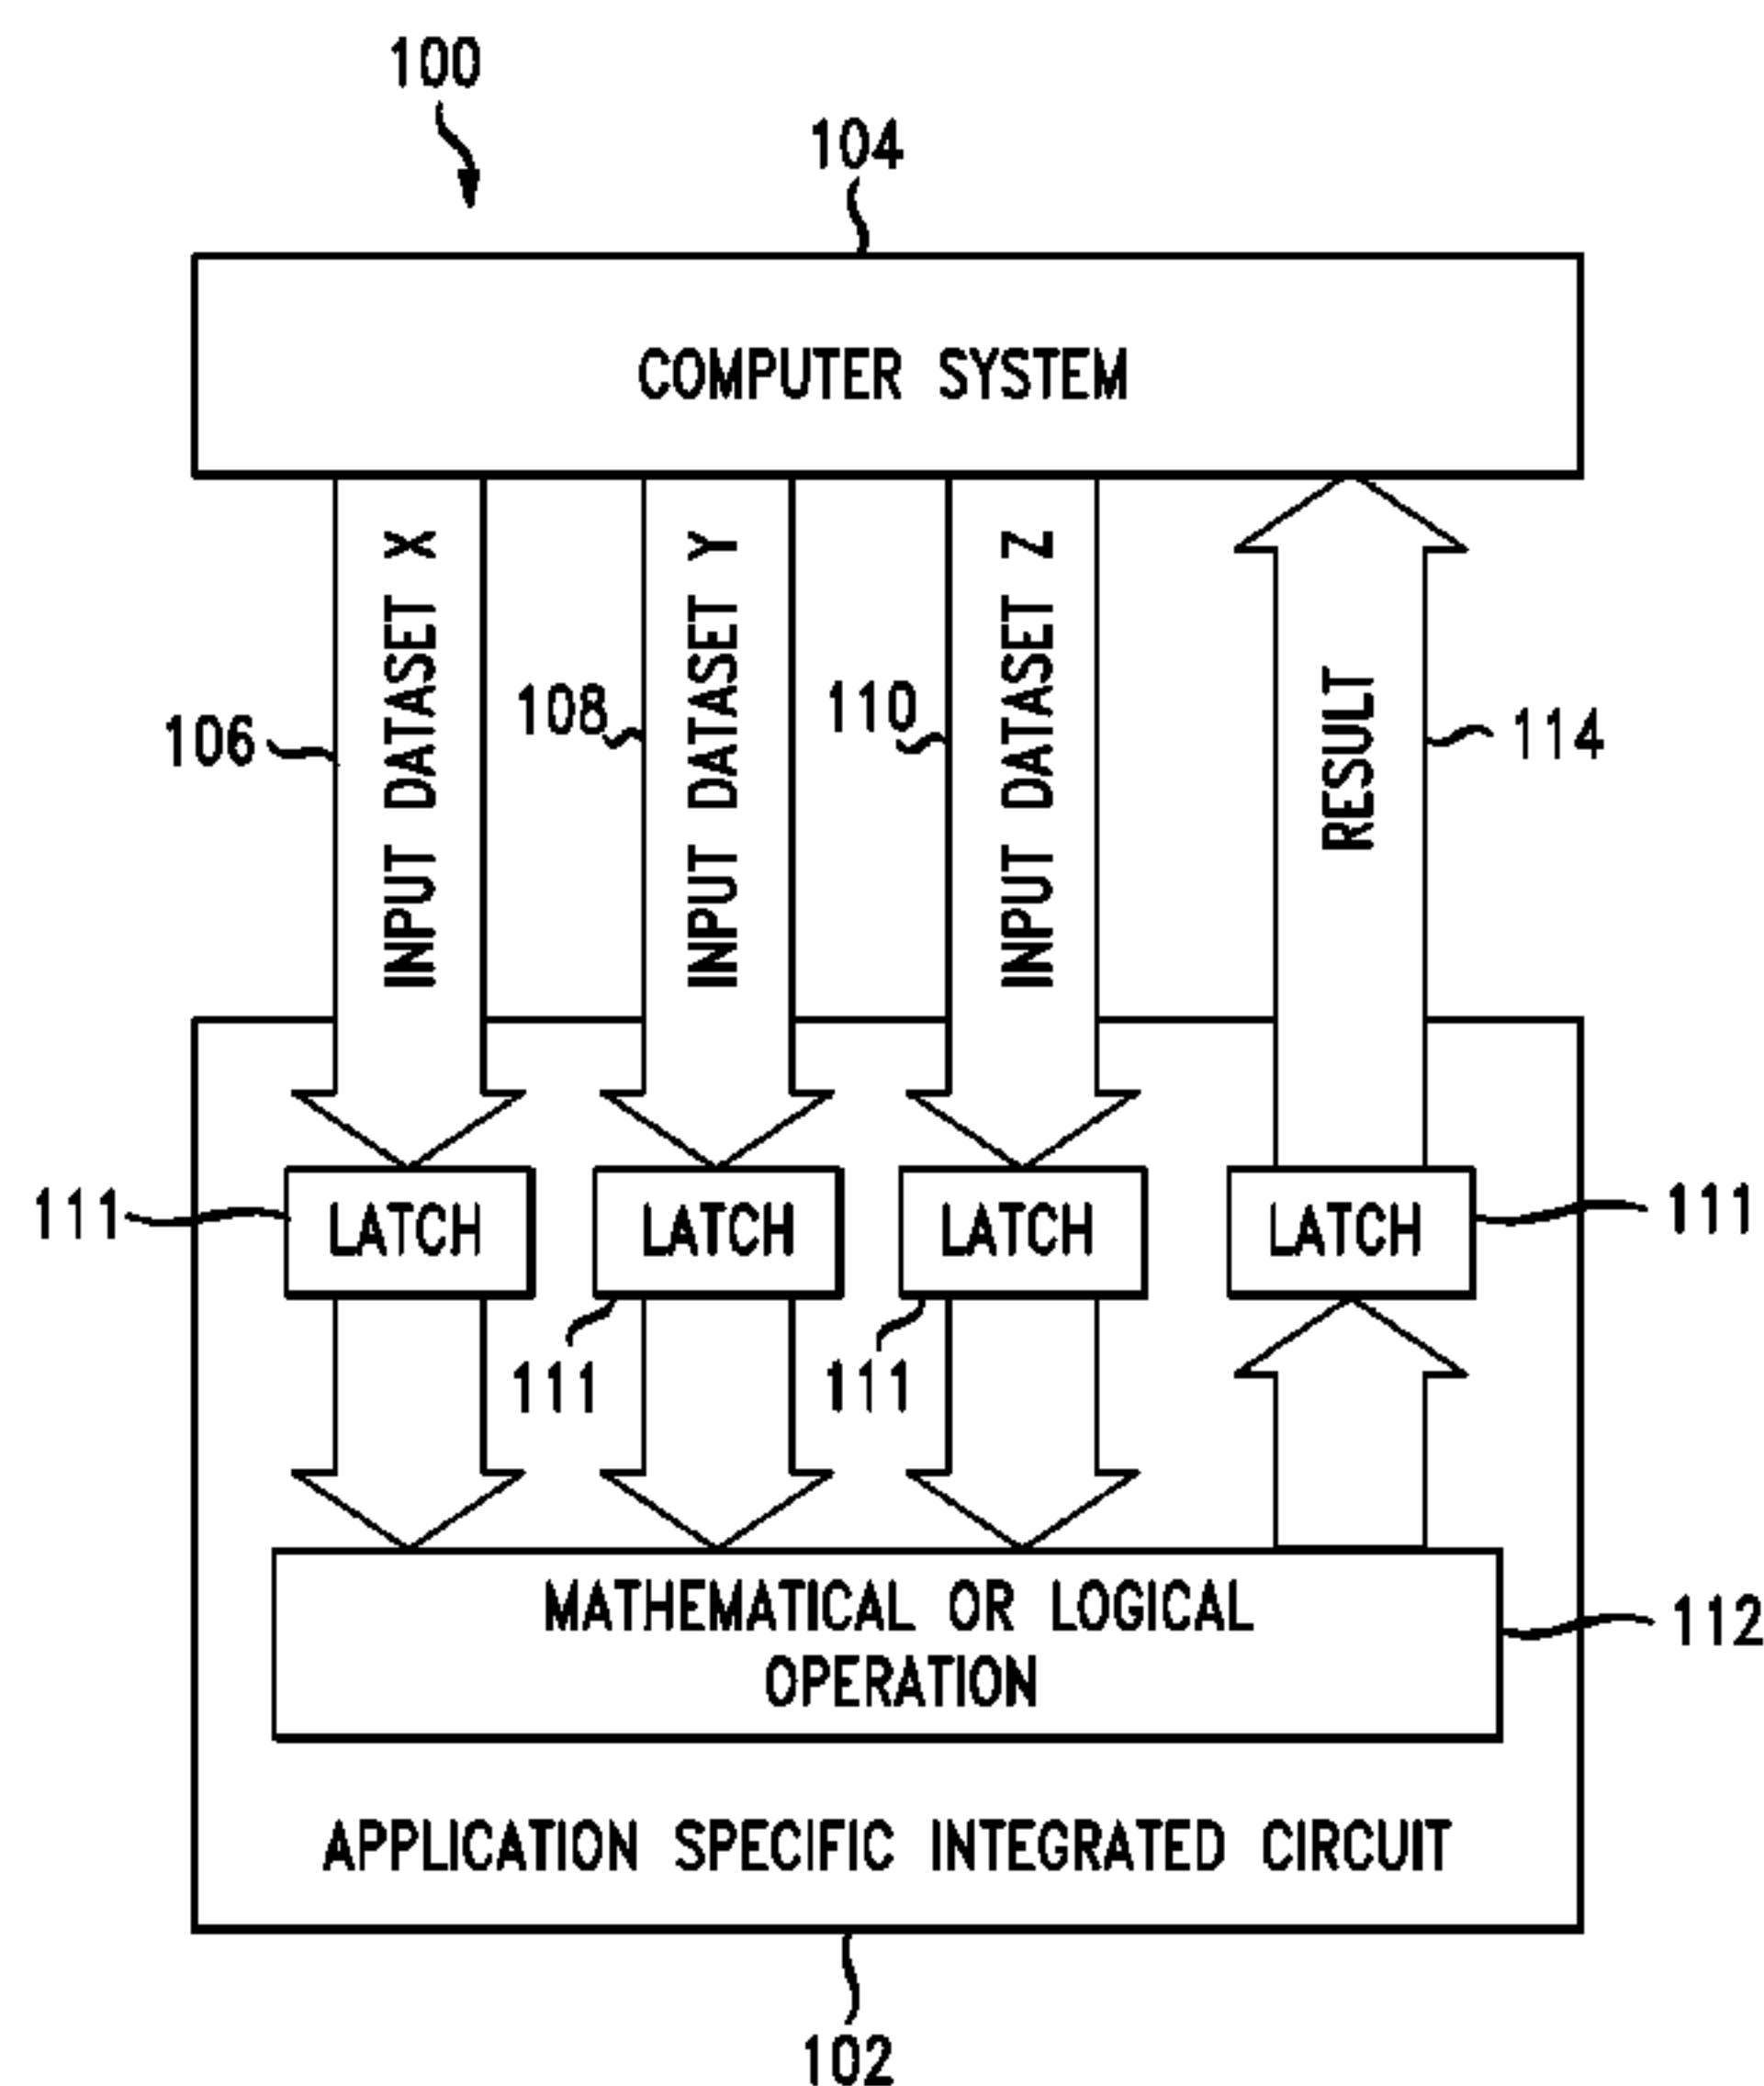 100
104
COMPUTER SYSTEM
106
INPUT DATASET X
108
INPUT DATASET Y
110
INPUT DATASET Z
RESULT
114
111
LATCH
LATCH
LATCH
LATCH
111
111
111
MATHEMATICAL OR LOGICAL
OPERATION
112
APPLICATION SPECIFIC INTEGRATED CIRCUIT
102